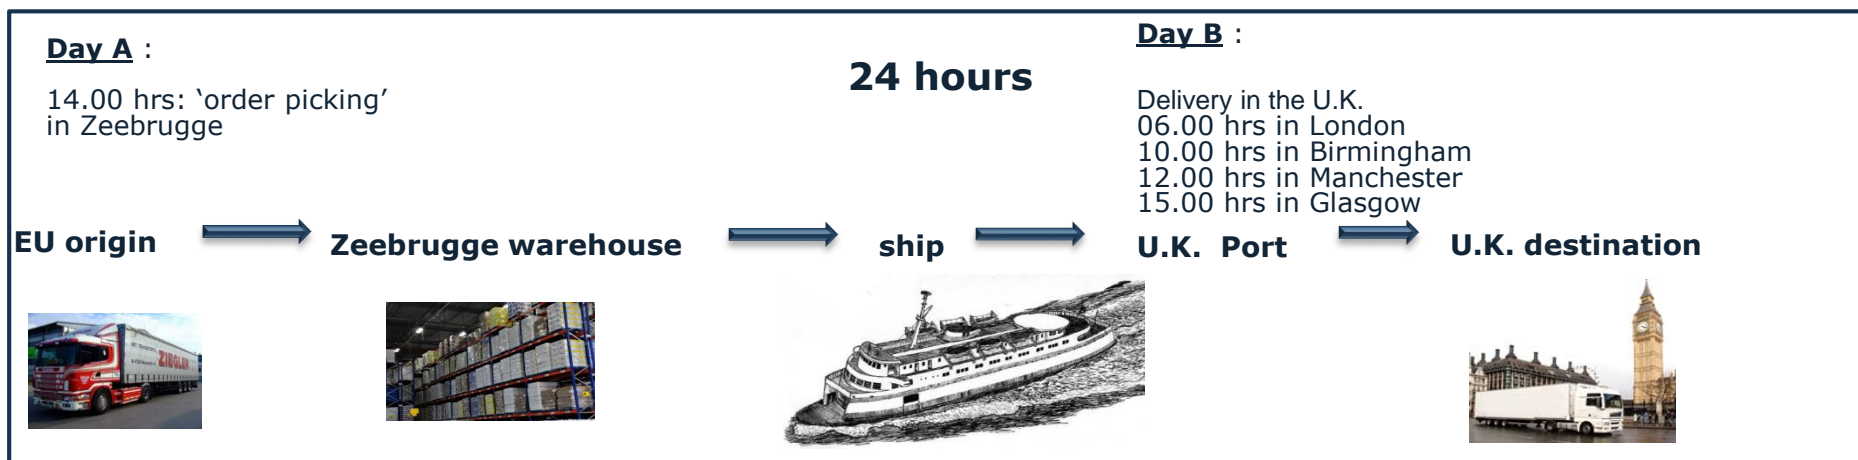 Day A :
14.00 hrs: ‘order picking’
in Zeebrugge
24 hours
Day B :
Delivery in the U.K.
06.00 hrs in London
10.00 hrs in Birmingham
12.00 hrs in Manchester
15.00 hrs in Glasgow
EU origin
Zeebrugge warehouse
ship
U.K. Port
U.K. destination
ZIEGLER